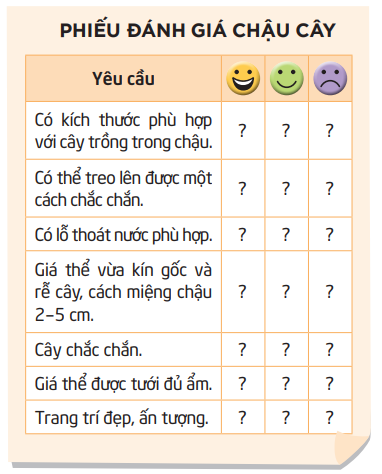 PHIẾU ĐÁNH GIÁ CHẬU CÂY
Yêu cầu
Có kích thước phù hợp
với cây trồng trong chậu.
? ? ?
Có thể treo lên được một
cách chắc chắn.
? ? ?
Có lỗ thoát nước phù hợp. ? ? ?
Giá thể vừa kín gốc và
rễ cây, cách miệng chậu
2–5 cm.
? ? ?
Cây chắc chắn. ? ? ?
Giá thể được tưới đủ ẩm. ? ? ?
Trang trí đẹp, ấn tượng. ? ? ?